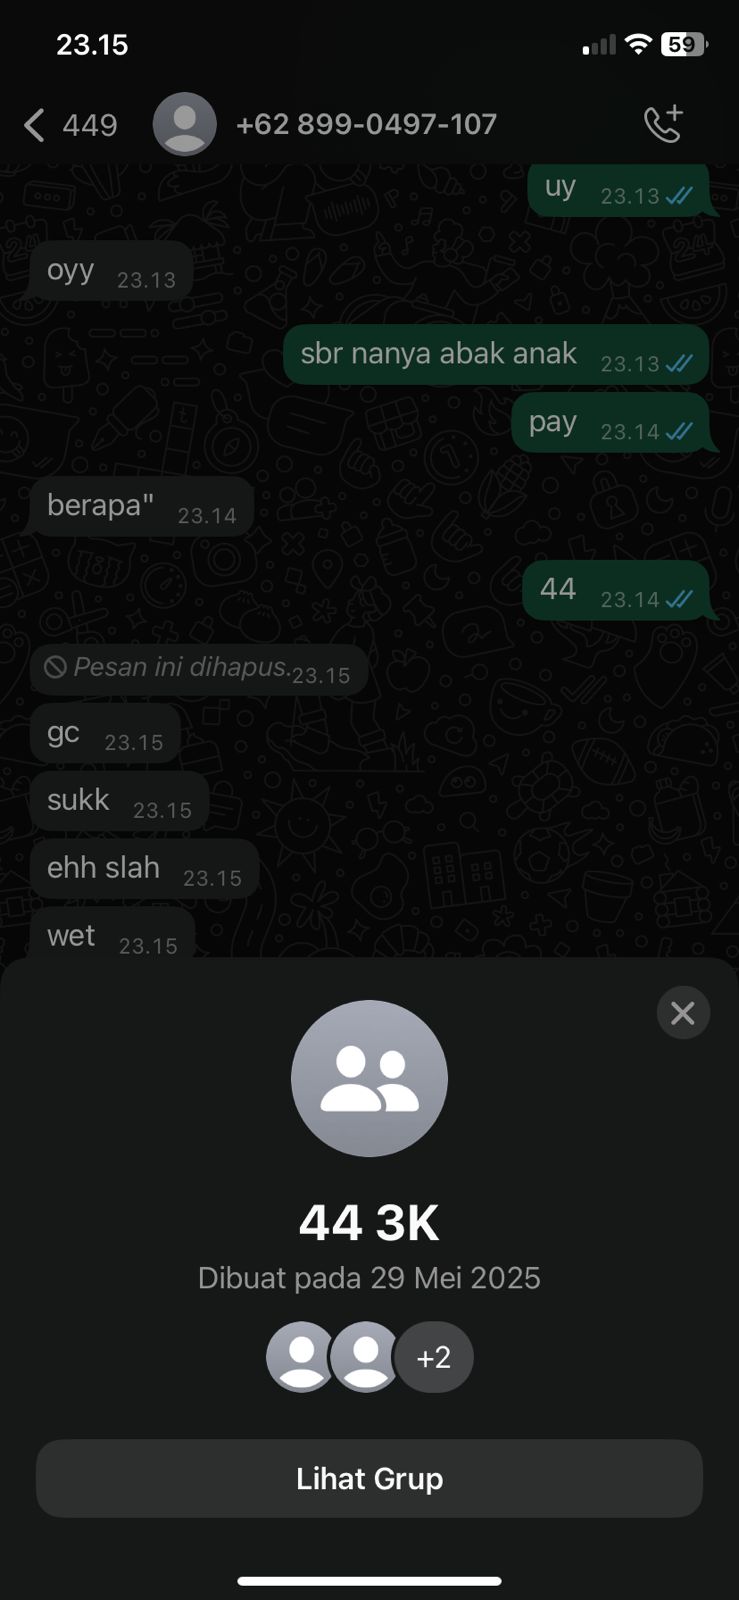 23.15
59
449
+62 899-0497-107
uy 23.13
oyy 23.13
sbr nanya abak anak 23.13
pay 23.14
berapa" 23.14
44 23.14
Pesan ini dihapus. 23.15
gc 23.15
sukk 23.15
ehh slah 23.15
wet 23.15
44 3K
Dibuat pada 29 Mei 2025
+2
Lihat Grup